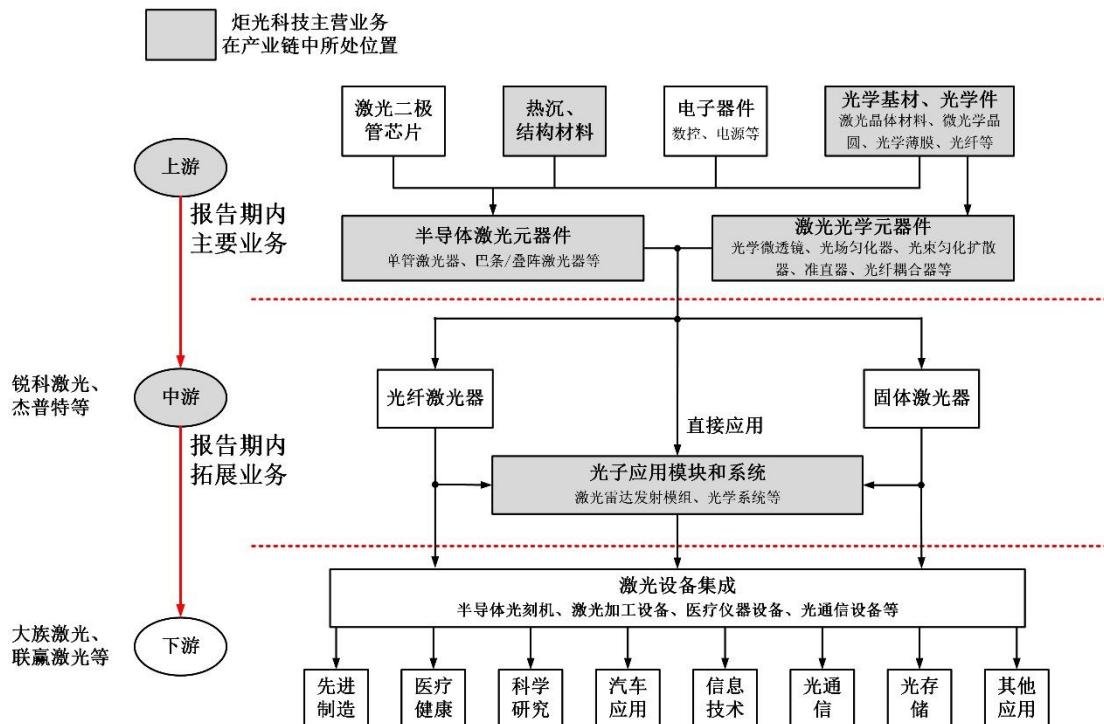 炬光科技主营业务
在产业链中所处位置
激光二极
管芯片
热沉、
结构材料
电子器件
数控、电源等
光学基材、光学件
激光晶体材料、微光学晶
圆、光学薄膜、光纤等
上游
报告期内
主要业务
半导体激光元器件
单管激光器、巴条/叠阵激光器等
激光光学元器件
光学微透镜、光场匀化器、光束匀化扩散
器、准直器、光纤耦合器等
锐科激光、
杰普特等
中游
光纤激光器
固体激光器
直接应用
报告期内
拓展业务
光子应用模块和系统
激光雷达发射模组、光学系统等
激光设备集成
半导体光刻机、激光加工设备、医疗仪器设备、光通信设备等
大族激光、
联赢激光等
下游
先进
制造
医疗
健康
科学
研究
汽车
应用
信息
技术
光通
信
光存
储
其他
应用